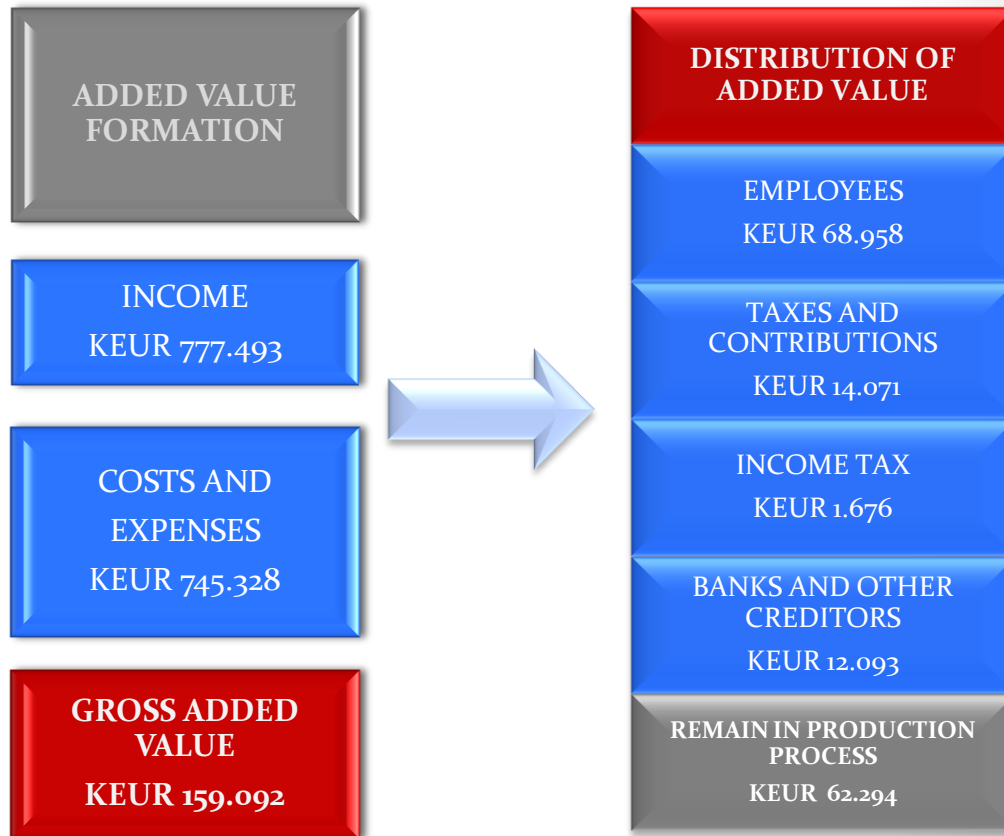 ADDED VALUE
FORMATION
INCOME
KEUR 777.493
COSTS AND
EXPENSES
KEUR 745.328
GROSS ADDED
VALUE
KEUR 159.092
DISTRIBUTION OF
ADDED VALUE
EMPLOYEES
KEUR 68.958
TAXES AND
CONTRIBUTIONS
KEUR 14.071
INCOME TAX
KEUR 1.676
BANKS AND OTHER
CREDITORS
KEUR 12.093
REMAIN IN PRODUCTION
PROCESS
KEUR 62.294